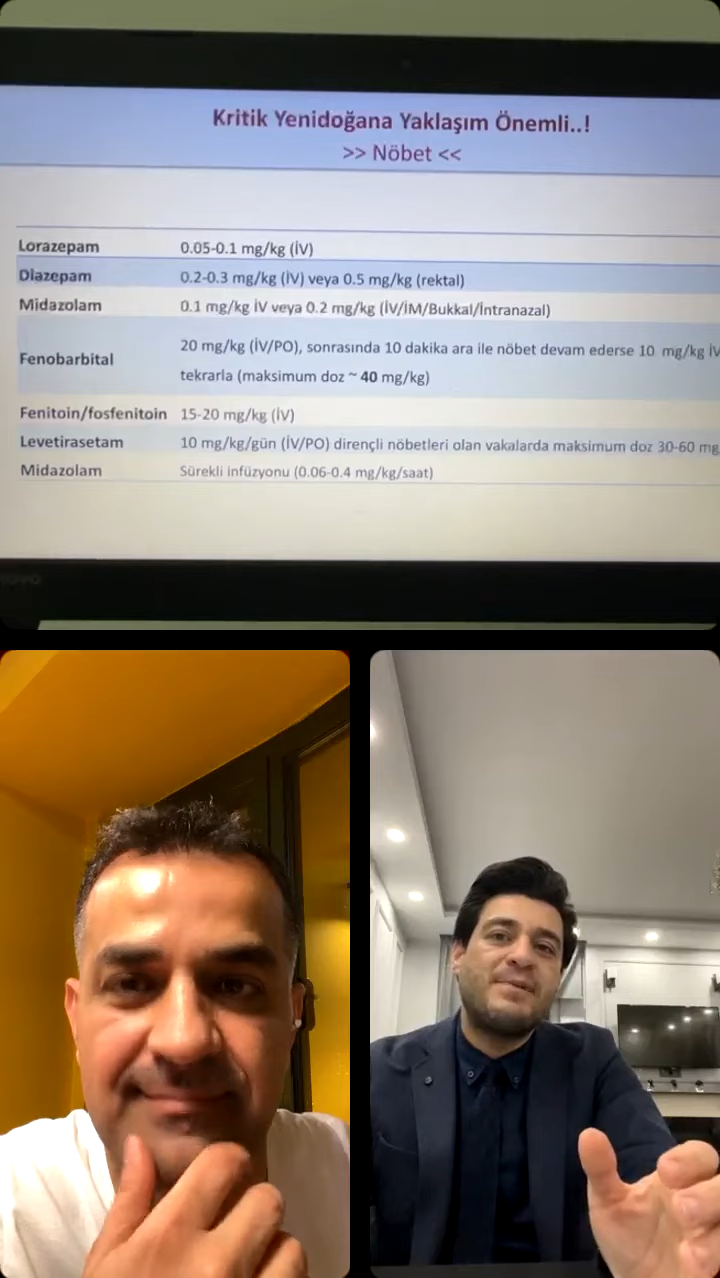 Kritik Yenidoğana Yaklaşım Önemli..!
>> Nöbet <<
Lorazepam 0.05-0.1 mg/kg (İV)
Diazepam 0.2-0.3 mg/kg (İV) veya 0.5 mg/kg (rektal)
Midazolam 0.1 mg/kg İV veya 0.2 mg/kg (İV/İM/Bukkal/İntranazal)
Fenobarbital 20 mg/kg (İV/PO), sonrasında 10 dakika ara ile nöbet devam ederse 10 mg/kg İV
tekrarla (maksimum doz ~ 40 mg/kg)
Fenitoin/fosfenitoin 15-20 mg/kg (İV)
Levetirasetam 10 mg/kg/gün (İV/PO) dirençli nöbetleri olan vakalarda maksimum doz 30-60 mg
Midazolam Sürekli infüzyonu (0.06-0.4 mg/kg/saat)